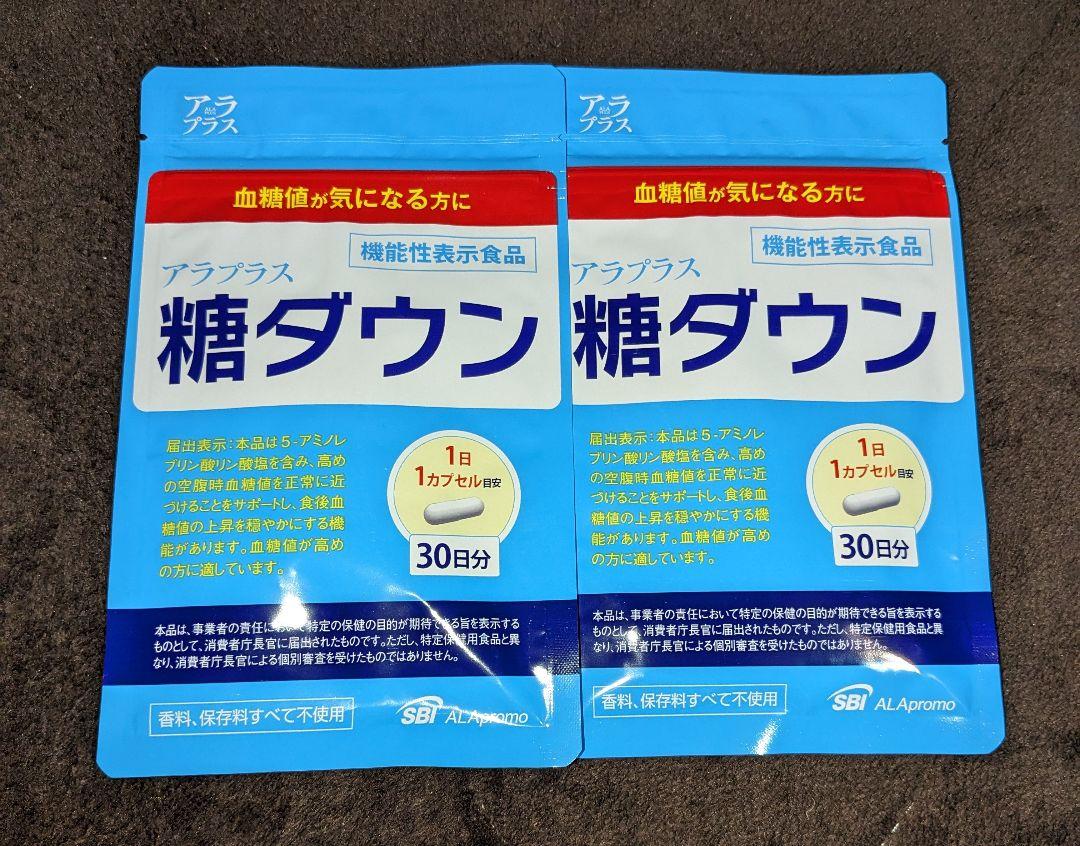 アラ
プラス
血糖値が気になる方に
機能性表示食品
アラプラス
糖ダウン
届出表示：本品は５-アミノレ
ブリン酸リン酸塩を含み、高め
の空腹時血糖値を正常に近
づけることをサポートし、食後血
糖値の上昇を穏やかにする機
能があります。血糖値が高め
の方に適しています。
1日
1カプセル目安
30日分
本品は、事業者の責任において特定の保健の目的が期待できる旨を表示する
ものとして、消費者庁長官に届出されたものです。ただし、特定保健用食品と異
なり、消費者庁長官による個別審査を受けたものではありません。
香料、保存料すべて不使用
SBI ALApromo
アラ
プラス
血糖値が気になる方に
機能性表示食品
アラプラス
糖ダウン
届出表示：本品は５-アミノレ
ブリン酸リン酸塩を含み、高め
の空腹時血糖値を正常に近
づけることをサポートし、食後血
糖値の上昇を穏やかにする機
能があります。血糖値が高め
の方に適しています。
1日
1カプセル目安
30日分
本品は、事業者の責任において特定の保健の目的が期待できる旨を表示する
ものとして、消費者庁長官に届出されたものです。ただし、特定保健用食品と異
なり、消費者庁長官による個別審査を受けたものではありません。
香料、保存料すべて不使用
SBI ALApromo